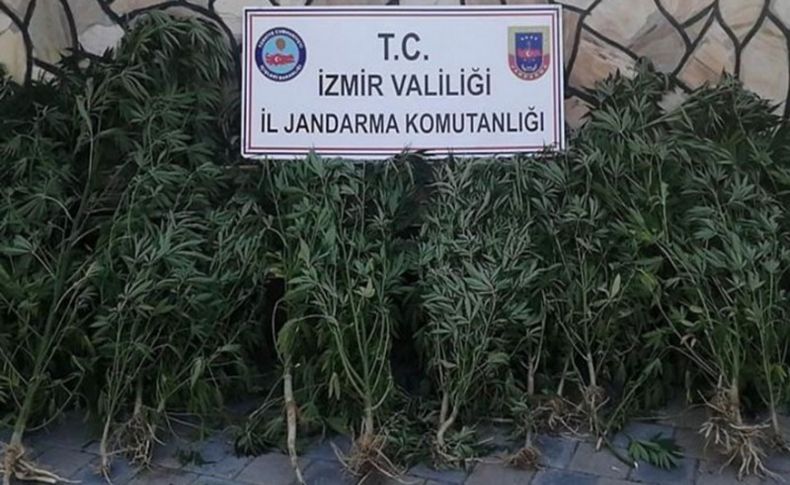 T.C.
İZMİR VALİLİĞİ
İL JANDARMA KOMUTANLIĞI